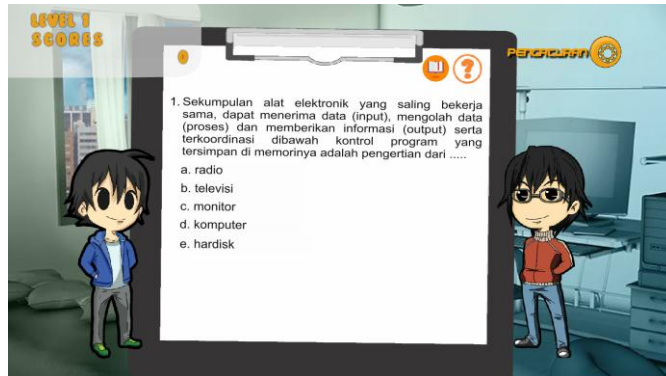 LEVEL 1
SCORES
0
?
PENGATURAN
1. Sekumpulan alat elektronik yang saling bekerja
sama, dapat menerima data (input), mengolah data
(proses) dan memberikan informasi (output) serta
terkoordinasi dibawah kontrol program yang
tersimpan di memorinya adalah pengertian dari .....
a. radio
b. televisi
c. monitor
d. komputer
e. hardisk